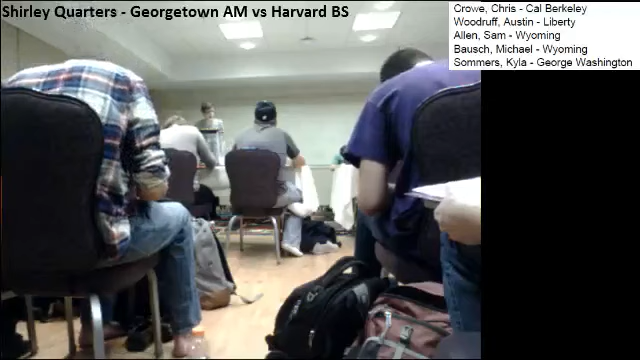 Shirley Quarters - Georgetown AM vs Harvard BS
Crowe, Chris - Cal Berkeley
Woodruff, Austin - Liberty
Allen, Sam - Wyoming
Bausch, Michael - Wyoming
Sommers, Kyla - George Washington